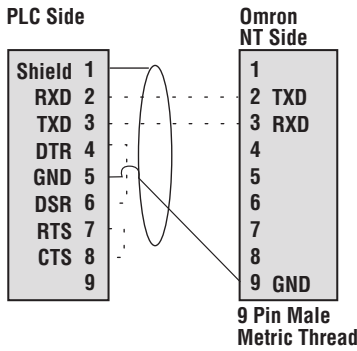 PLC Side
Omron
NT Side
Shield 1
RXD 2
TXD 3
DTR 4
GND 5
DSR 6
RTS 7
CTS 8
9
1
2 TXD
3 RXD
4
5
6
7
8
9 GND
9 Pin Male
Metric Thread